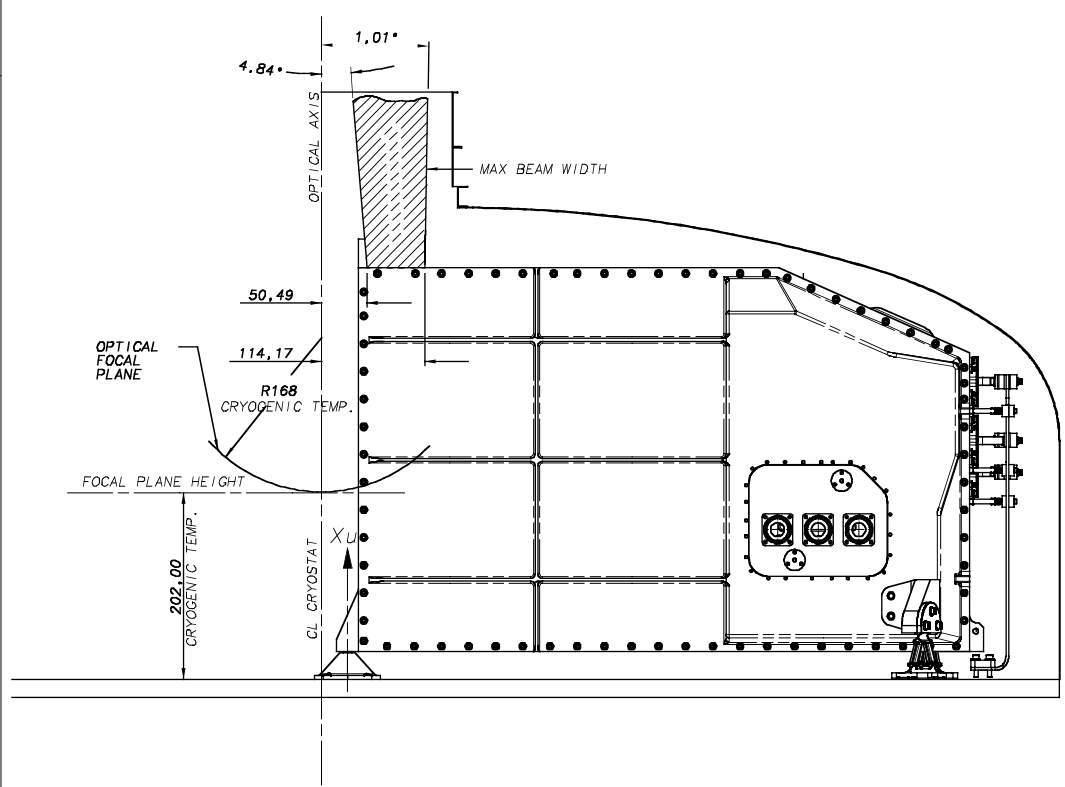 1,01°
4.84°
OPTICAL AXIS
MAX BEAM WIDTH
50,49
114,17
OPTICAL
FOCAL
PLANE
R168
CRYOGENIC TEMP.
FOCAL PLANE HEIGHT
202.00
CRYOGENIC TEMP.
Xu
CL CRYOSTAT